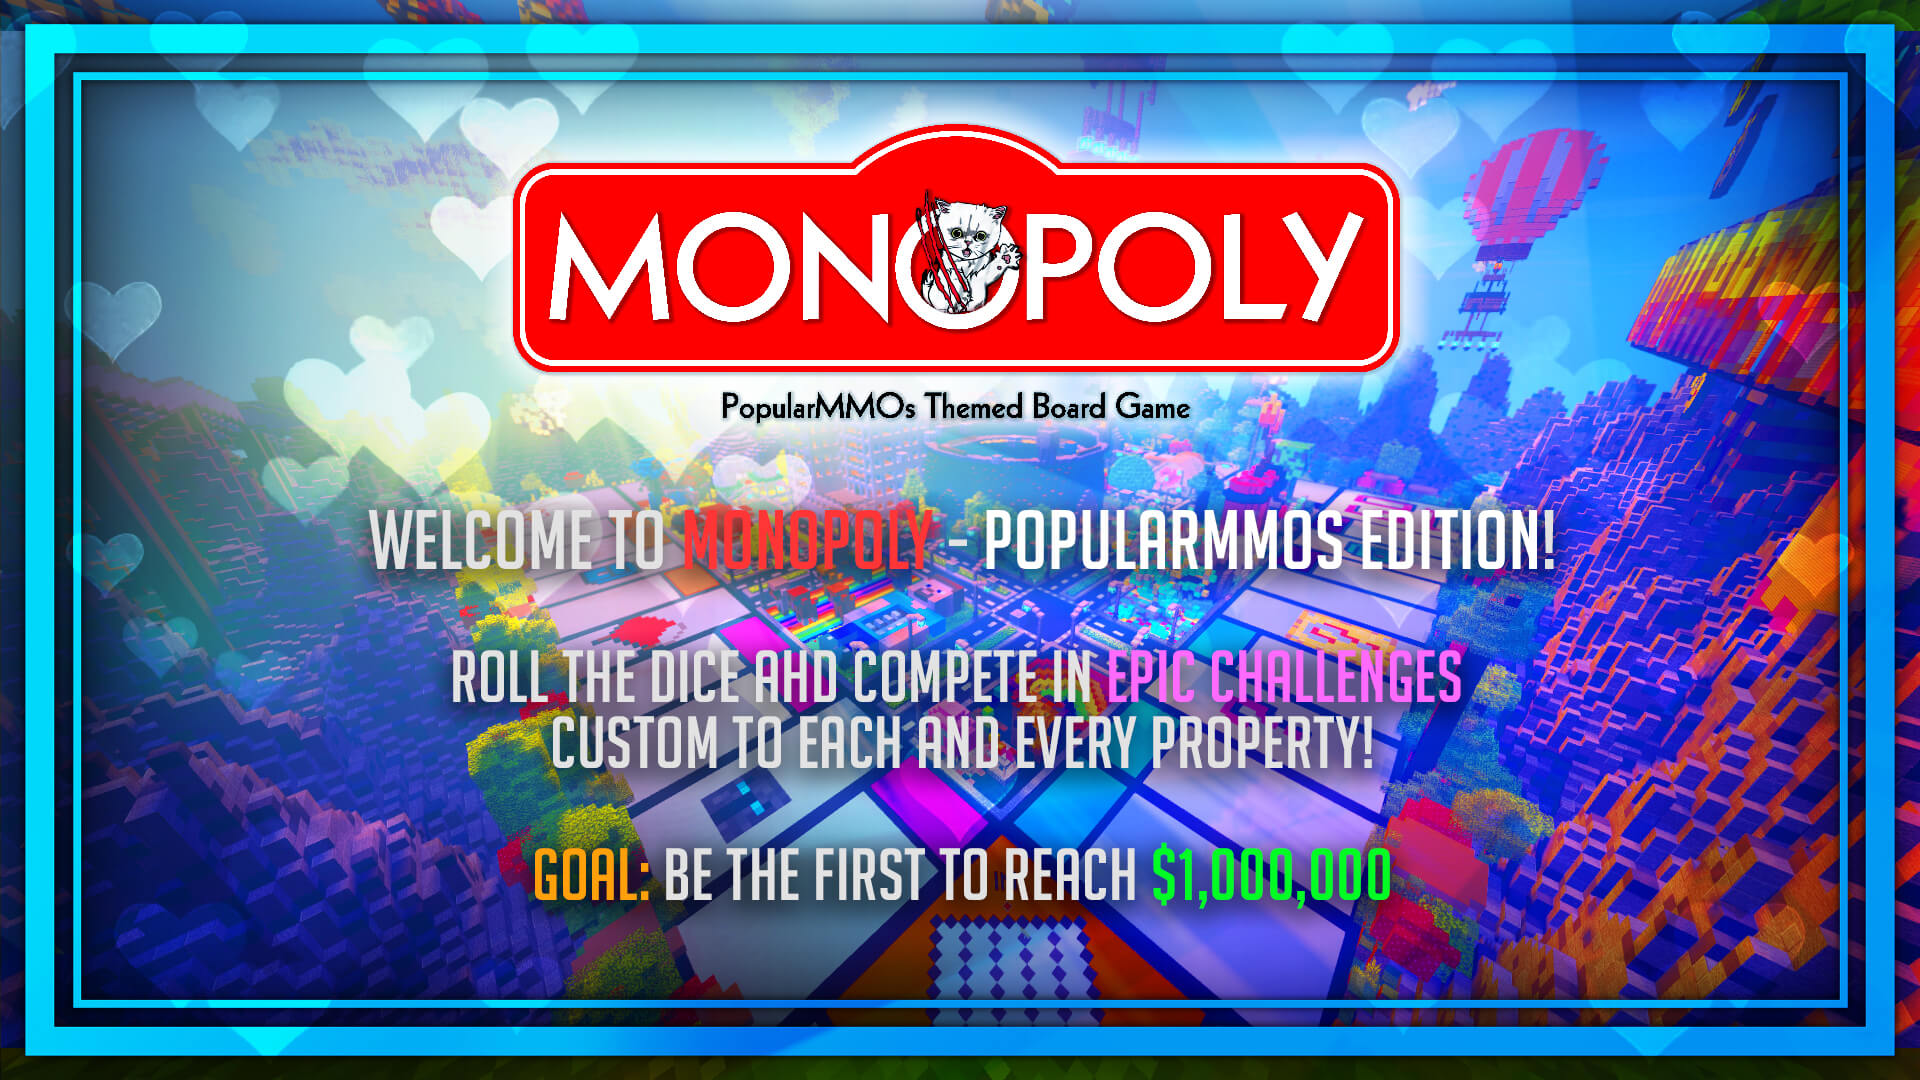 MONOPOLY
PopularMMOs Themed Board Game
WELCOME TO MONOPOLY - POPULARMMOS EDITION!
ROLL THE DICE AHD COMPETE IN EPIC CHALLENGES
CUSTOM TO EACH AND EVERY PROPERTY!
GOAL: BE THE FIRST TO REACH $1,000,000